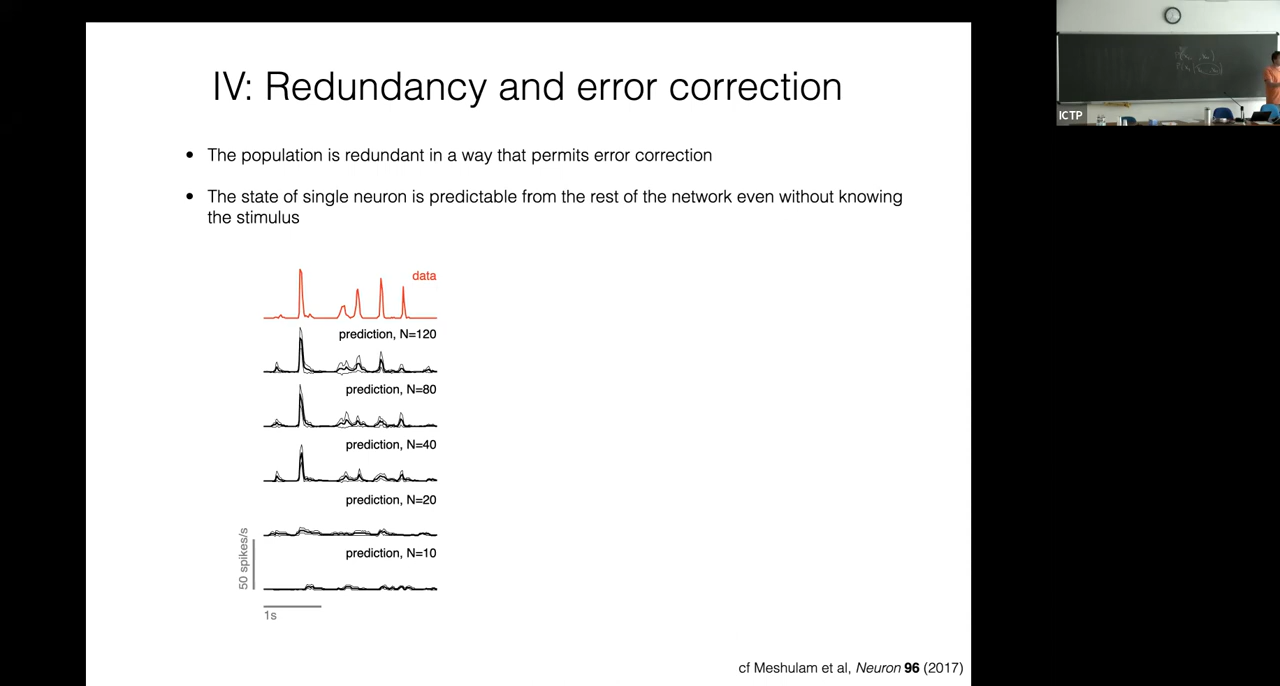 IV: Redundancy and error correction
• The population is redundant in a way that permits error correction
• The state of single neuron is predictable from the rest of the network even without knowing
the stimulus
data
prediction, N=120
prediction, N=80
prediction, N=40
prediction, N=20
prediction, N=10
50 spikes/s
1s
cf Meshulam et al, Neuron 96 (2017)
ICTP